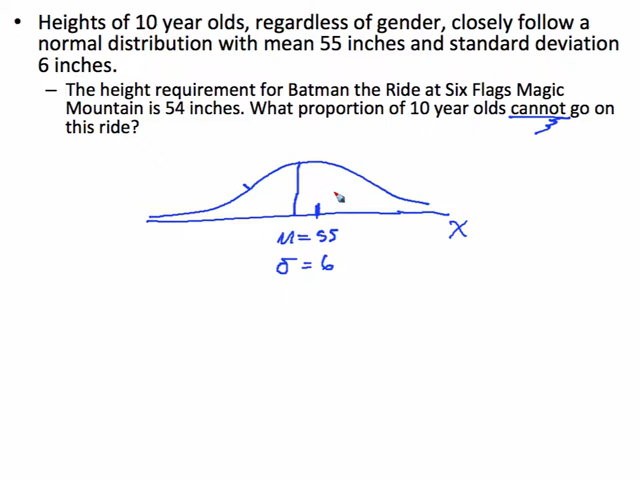 • Heights of 10 year olds, regardless of gender, closely follow a
normal distribution with mean 55 inches and standard deviation
6 inches.
– The height requirement for Batman the Ride at Six Flags Magic
Mountain is 54 inches. What proportion of 10 year olds cannot go on
this ride?
μ = 55
σ = 6
X